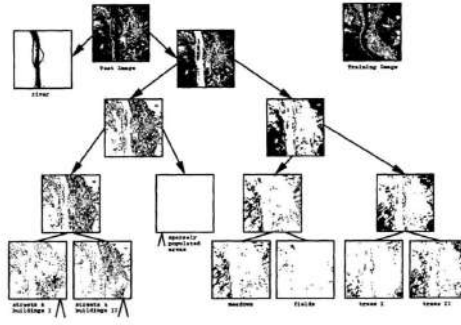 Test Image
Training Image
river
sparsely
populated
areas
streets &
buildings I
streets &
buildings II
meadows
fields
trees I
trees II